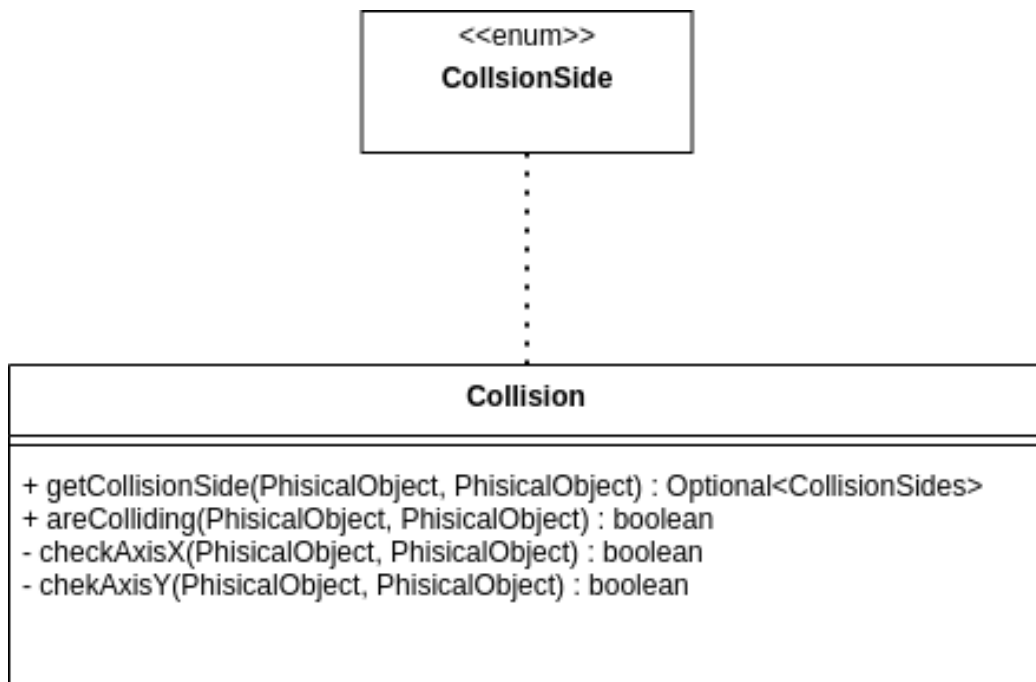 <<enum>>
CollsionSide
Collision
+ getCollisionSide(PhisicalObject, PhisicalObject) : Optional<CollisionSides>
+ areColliding(PhisicalObject, PhisicalObject) : boolean
- checkAxisX(PhisicalObject, PhisicalObject) : boolean
- chekAxisY(PhisicalObject, PhisicalObject) : boolean